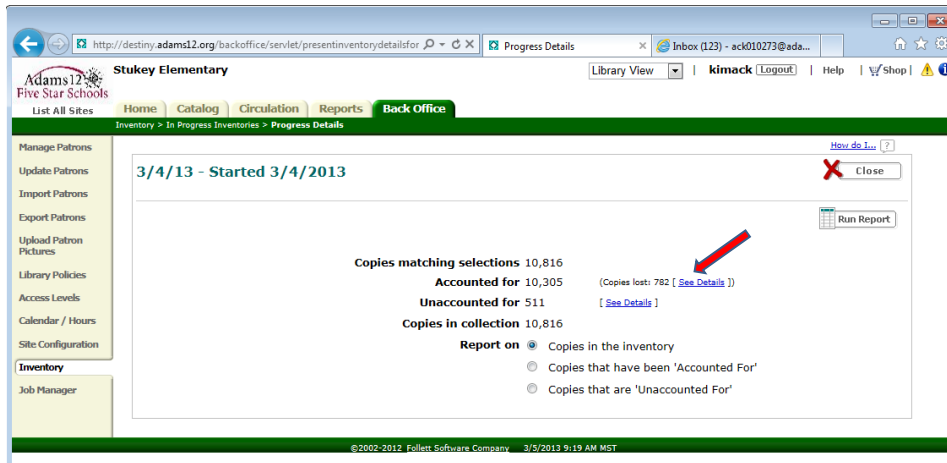 http://destiny.adams12.org/backoffice/servlet/presentinventorydetailsfor
Progress Details
Inbox (123) - ack010273@ada...
Adams12
Five Star Schools
List All Sites
Stukey Elementary
Library View | kimack Logout | Help | Shop |
Home Catalog Circulation Reports Back Office
Inventory > In Progress Inventories > Progress Details
Manage Patrons
Update Patrons
Import Patrons
Export Patrons
Upload Patron
Pictures
Library Policies
Access Levels
Calendar / Hours
Site Configuration
Inventory
Job Manager
How do I... ?
3/4/13 - Started 3/4/2013
Close
Run Report
Copies matching selections 10,816
Accounted for 10,305 (Copies lost: 782 [ See Details ])
Unaccounted for 511 [ See Details ]
Copies in collection 10,816
Report on Copies in the inventory
Copies that have been 'Accounted For'
Copies that are 'Unaccounted For'
©2002-2012 Follett Software Company 3/5/2013 9:19 AM MST